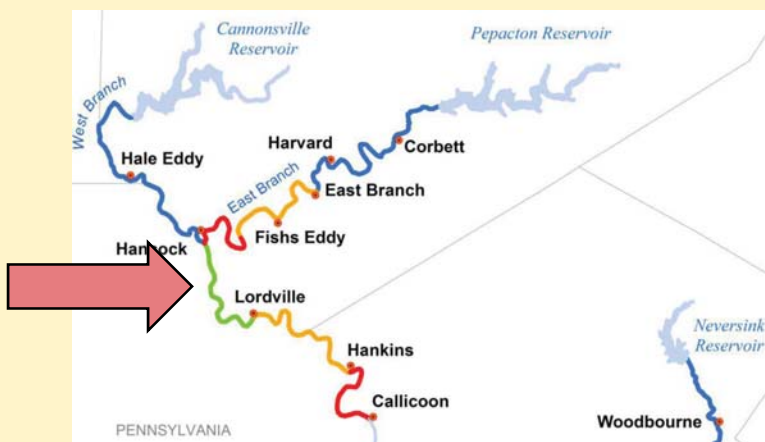 Cannonsville
Reservoir
Pepacton Reservoir
West Branch
Harvard
Corbett
Hale Eddy
East Branch
East Branch
Fishs Eddy
Hancock
Lordville
Neversink
Reservoir
Hankins
Callicoon
Woodbourne
PENNSYLVANIA